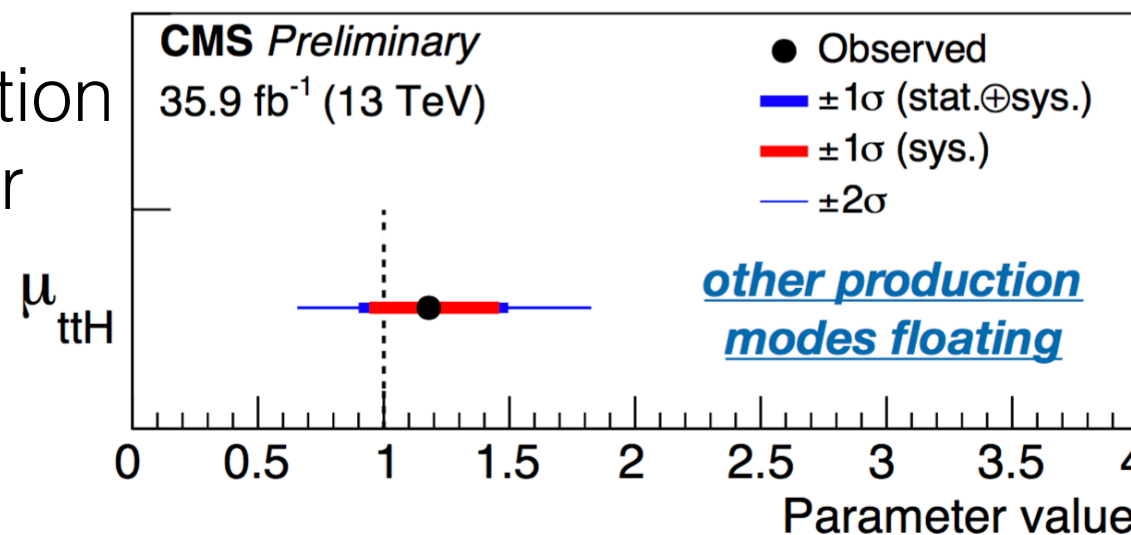 CMS Preliminary
35.9 fb⁻¹ (13 TeV)
tion
r
Observed
±1σ (stat.⊕sys.)
±1σ (sys.)
±2σ
other production
modes floating
μ ttH
0 0.5 1 1.5 2 2.5 3 3.5 4
Parameter value